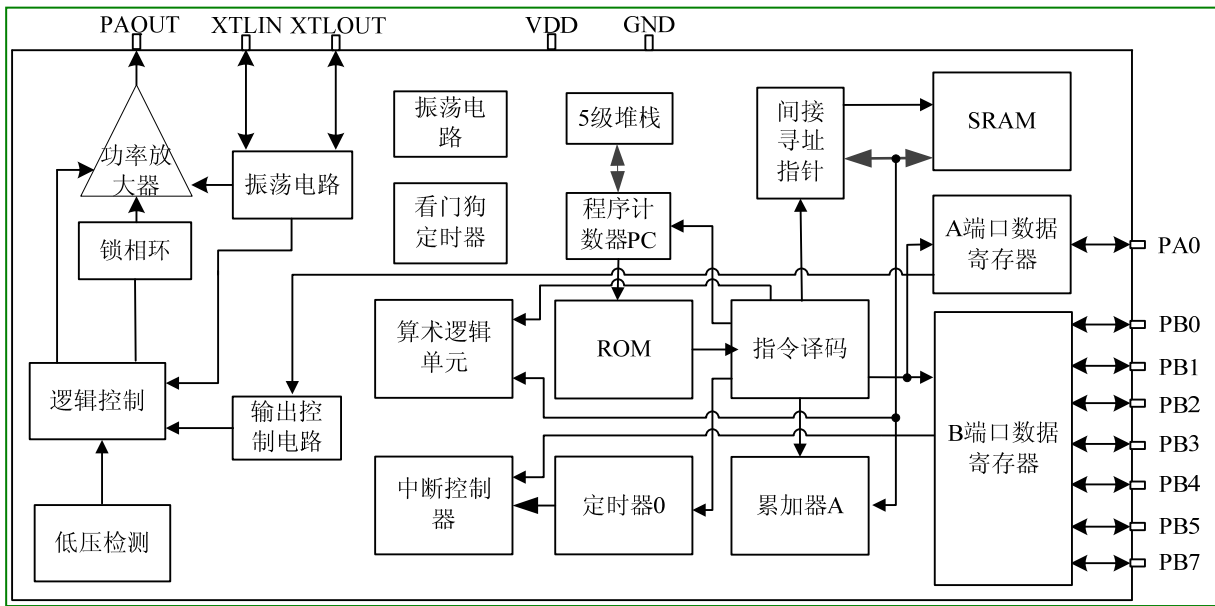 PAOUT
XTLIN
XTLOUT
VDD
GND
振荡电
路
5级堆栈
间接
寻址
指针
SRAM
功率放
大器
振荡电路
看门狗
定时器
程序计
数器PC
A端口数据
寄存器
PA0
锁相环
算术逻辑
单元
ROM
指令译码
PB0
PB1
PB2
PB3
PB4
PB5
PB7
逻辑控制
输出控
制电路
B端口数据
寄存器
中断控制
器
定时器0
累加器A
低压检测